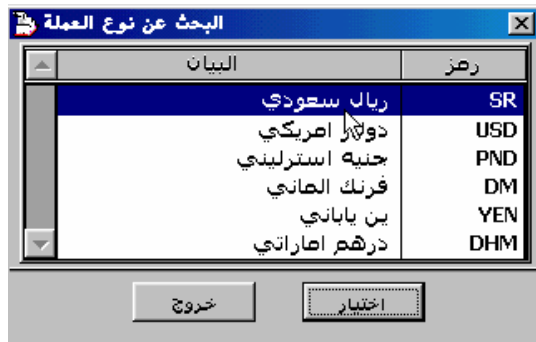 البحث عن نوع العملة
رمز البيان
SR ريال سعودي
USD دولار امريكي
PND جنيه استرليني
DM فرنك الماني
YEN ين ياباني
DHM درهم اماراتي
اختيار خروج